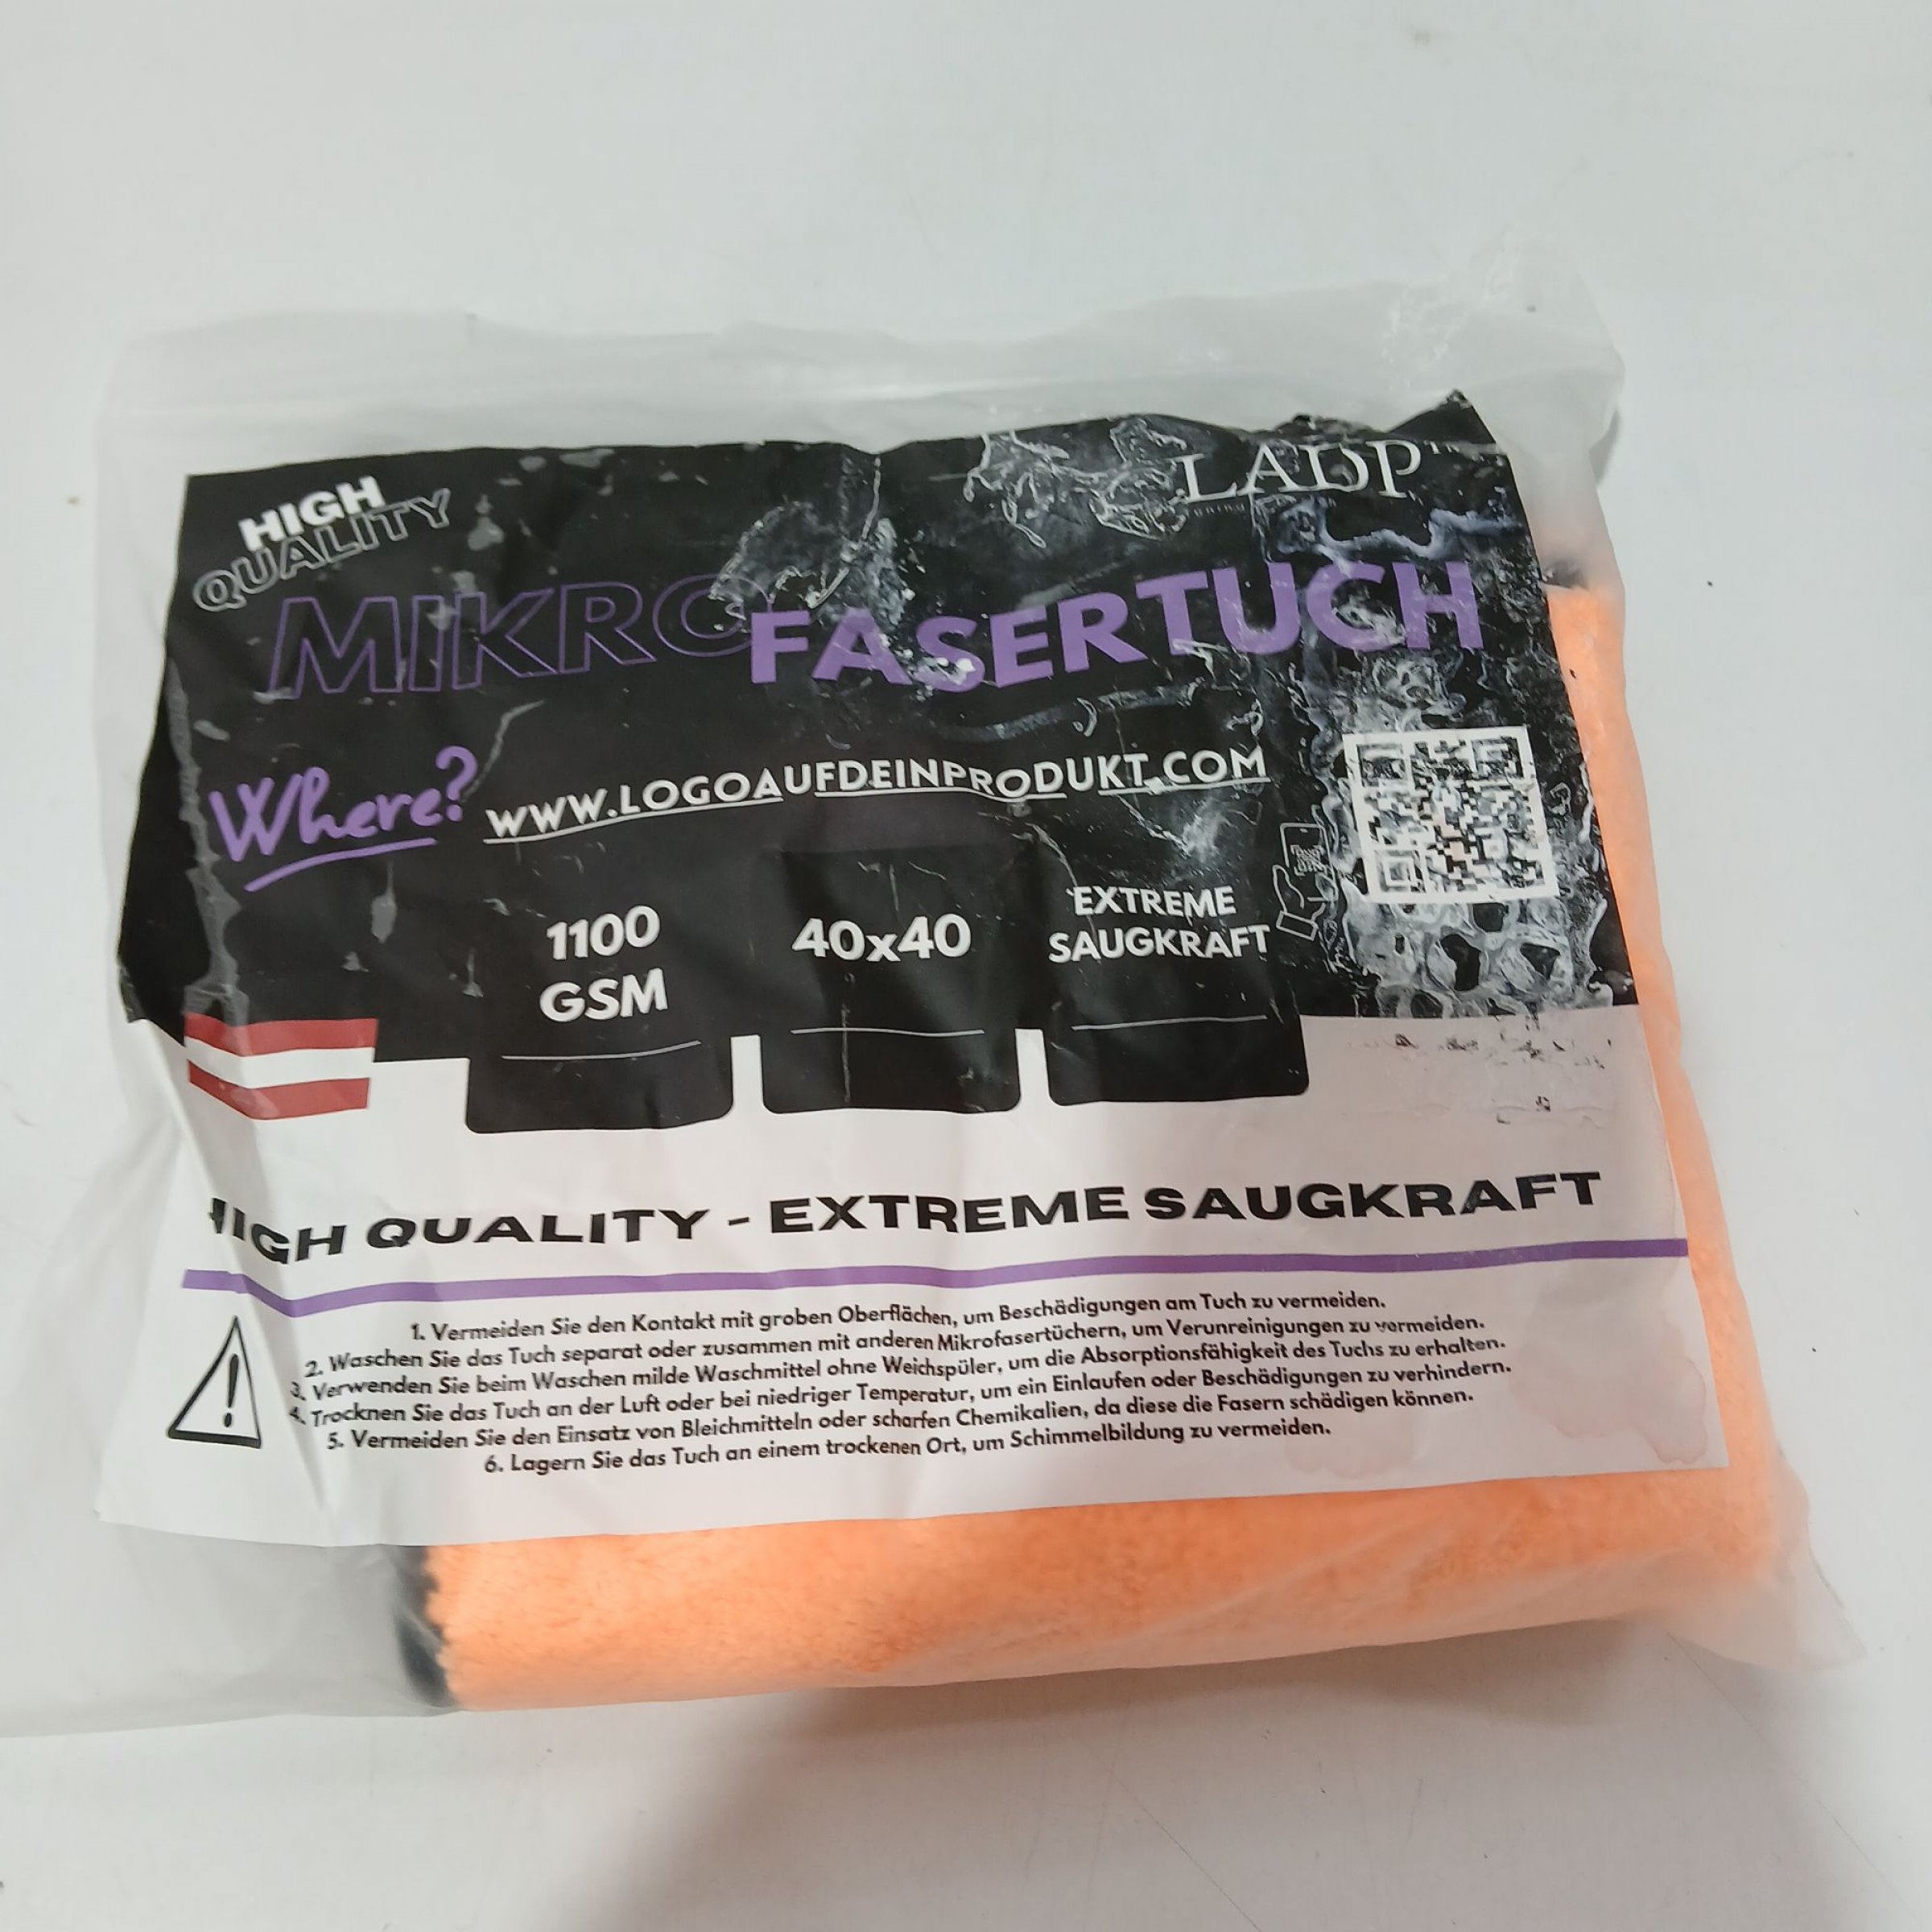 HIGH
QUALITY
LADP
MIKROFASERTUCH
Where?
WWW.LOGOAUFDEINPRODUKT.COM
1100
GSM
40x40
EXTREME
SAUGKRAFT
HIGH QUALITY - EXTREME SAUGKRAFT
1. Vermeiden Sie den Kontakt mit groben Oberflächen, um Beschädigungen am Tuch zu vermeiden.
2. Waschen Sie das Tuch separat oder zusammen mit anderen Mikrofasertüchern, um Verunreinigungen zu vermeiden.
3. Verwenden Sie beim Waschen milde Waschmittel ohne Weichspüler, um die Absorptionsfähigkeit des Tuchs zu erhalten.
4. Trocknen Sie das Tuch an der Luft oder bei niedriger Temperatur, um ein Einlaufen oder Beschädigungen zu verhindern.
5. Vermeiden Sie den Einsatz von Bleichmitteln oder scharfen Chemikalien, da diese die Fasern schädigen können.
6. Lagern Sie das Tuch an einem trockenen Ort, um Schimmelbildung zu vermeiden.